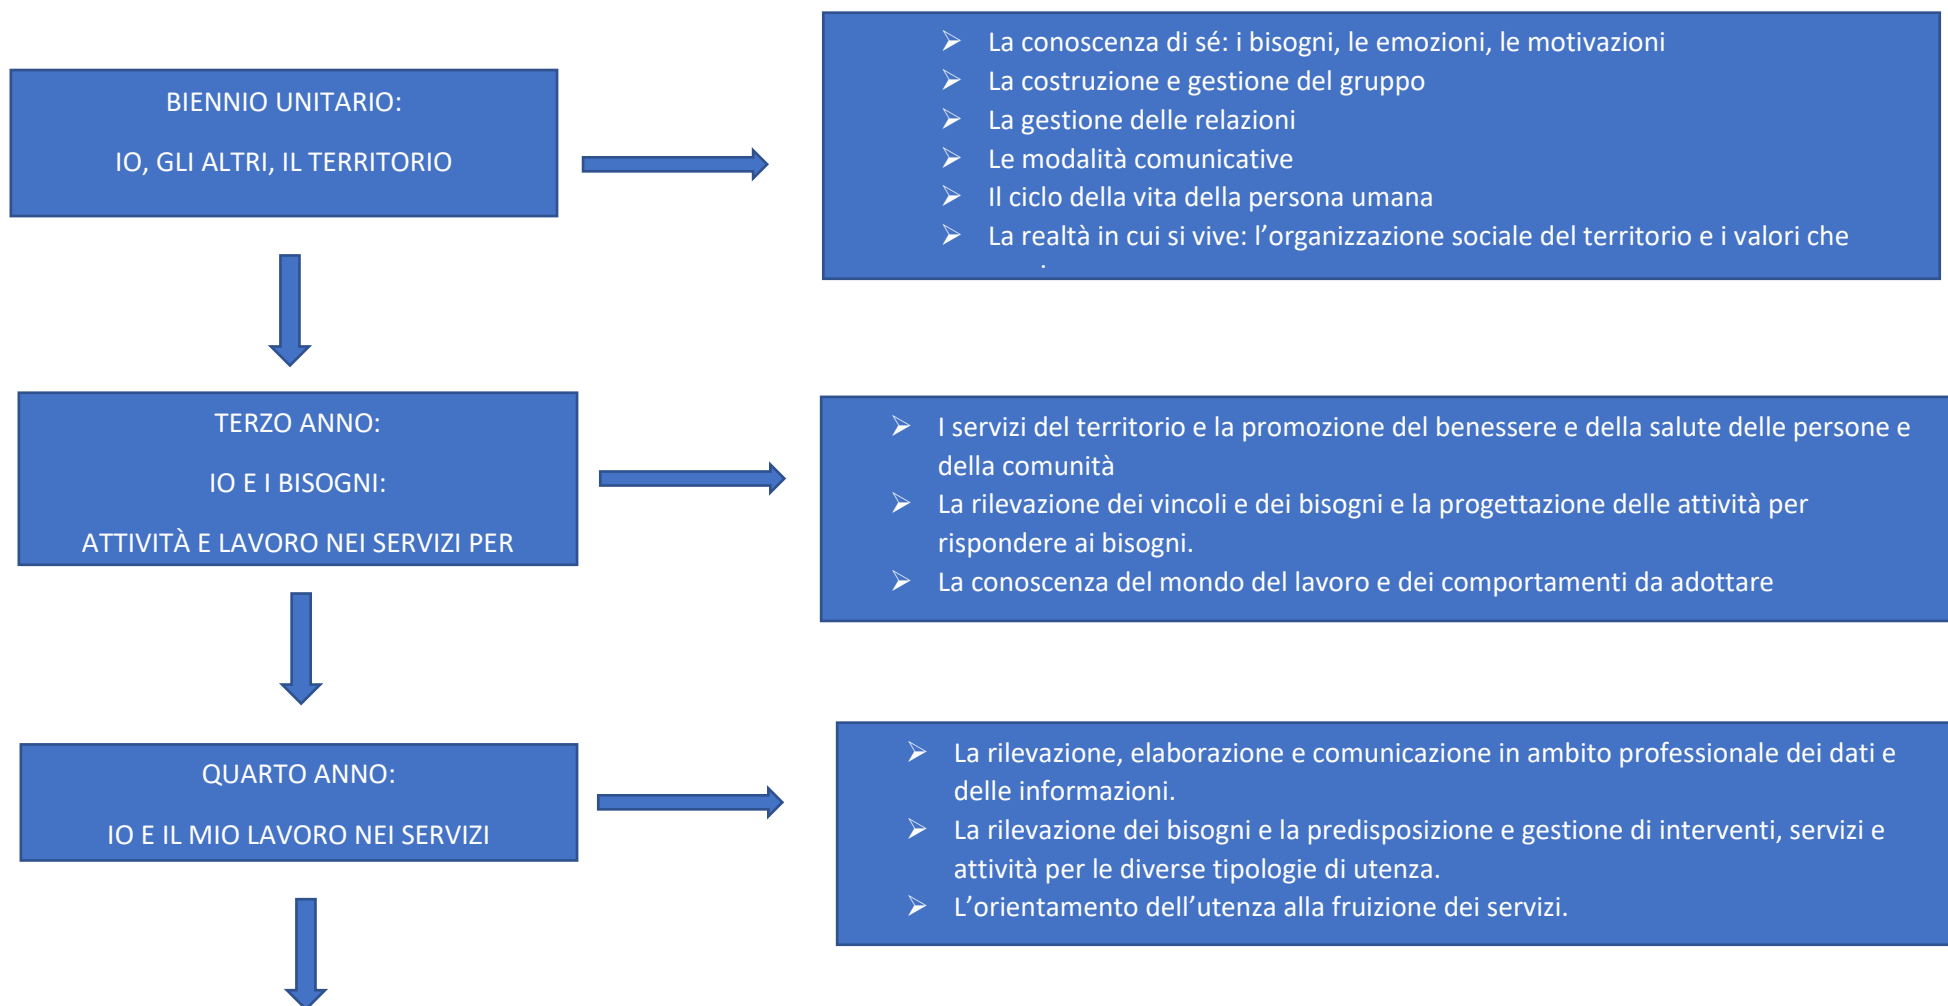 BIENNIO UNITARIO:
IO, GLI ALTRI, IL TERRITORIO
➢ La conoscenza di sé: i bisogni, le emozioni, le motivazioni
➢ La costruzione e gestione del gruppo
➢ La gestione delle relazioni
➢ Le modalità comunicative
➢ Il ciclo della vita della persona umana
➢ La realtà in cui si vive: l’organizzazione sociale del territorio e i valori che
TERZO ANNO:
IO E I BISOGNI:
ATTIVITÀ E LAVORO NEI SERVIZI PER
➢ I servizi del territorio e la promozione del benessere e della salute delle persone e
della comunità
➢ La rilevazione dei vincoli e dei bisogni e la progettazione delle attività per
rispondere ai bisogni.
➢ La conoscenza del mondo del lavoro e dei comportamenti da adottare
QUARTO ANNO:
IO E IL MIO LAVORO NEI SERVIZI
➢ La rilevazione, elaborazione e comunicazione in ambito professionale dei dati e
delle informazioni.
➢ La rilevazione dei bisogni e la predisposizione e gestione di interventi, servizi e
attività per le diverse tipologie di utenza.
➢ L’orientamento dell’utenza alla fruizione dei servizi.